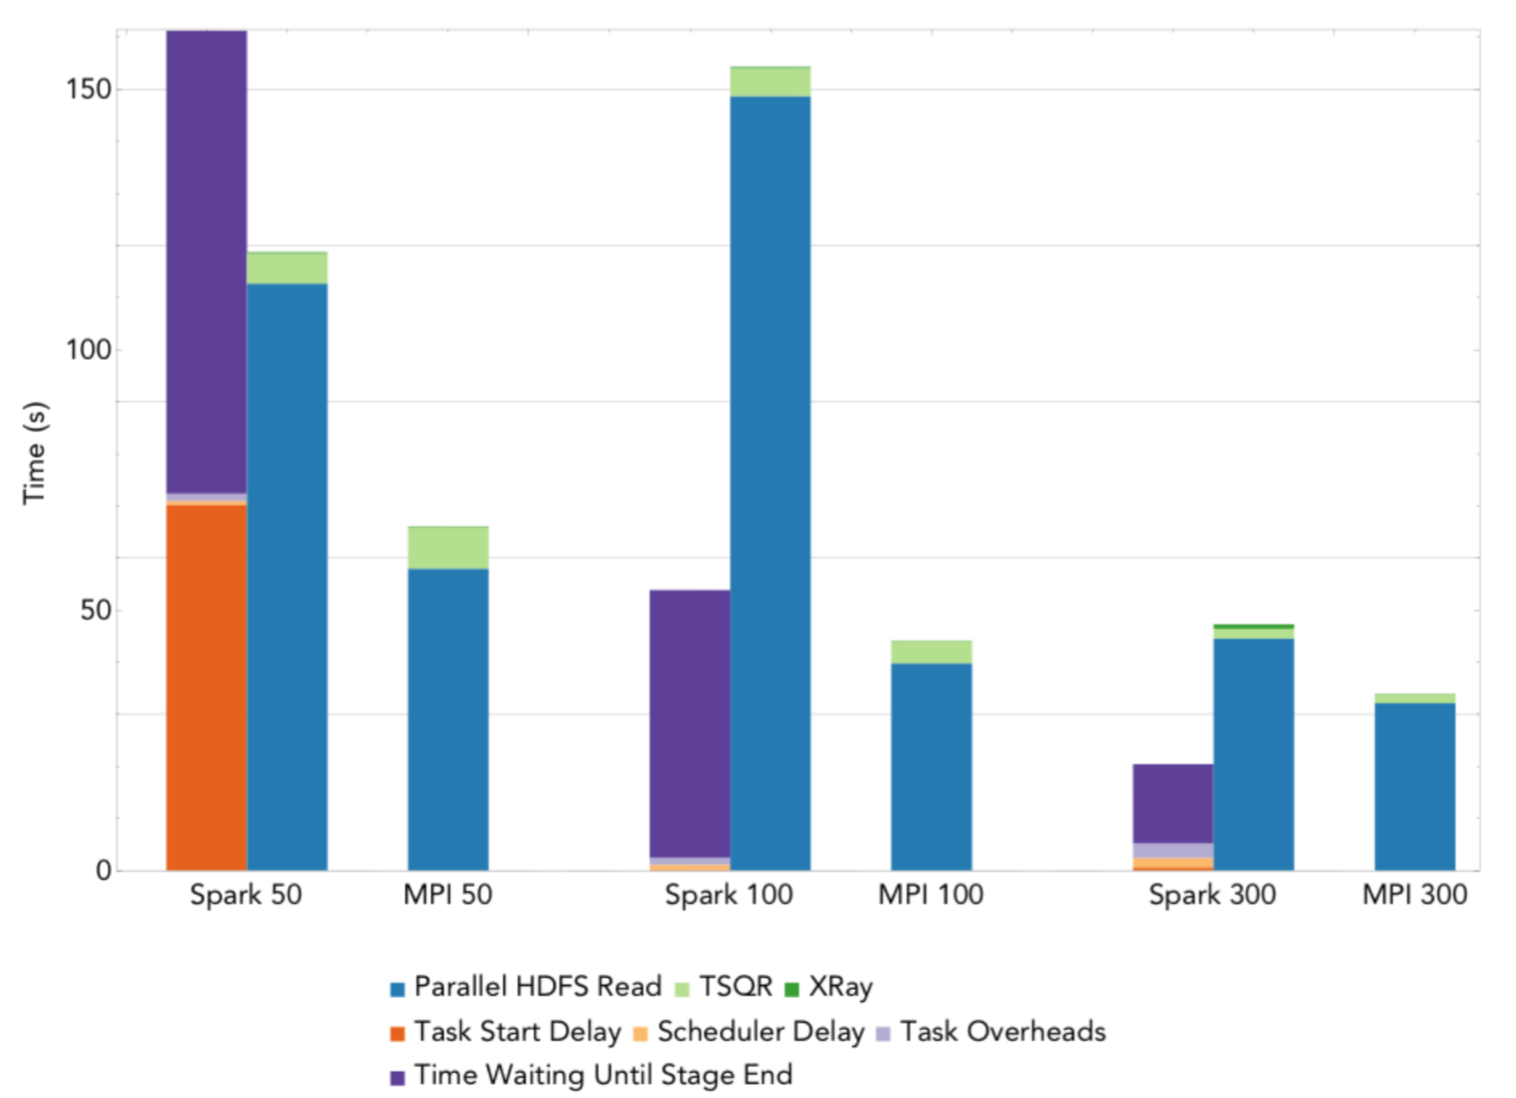 150
100
50
0
Time (s)
Spark 50 MPI 50 Spark 100 MPI 100 Spark 300 MPI 300
Parallel HDFS Read TSQR XRay
Task Start Delay Scheduler Delay Task Overheads
Time Waiting Until Stage End